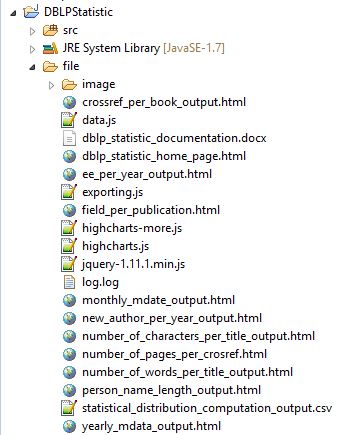 DBLPStatistic
src
JRE System Library [JavaSE-1.7]
file
image
crossref_per_book_output.html
data.js
dblp_statistic_documentation.docx
dblp_statistic_home_page.html
ee_per_year_output.html
exporting.js
field_per_publication.html
highcharts-more.js
highcharts.js
jquery-1.11.1.min.js
log.log
monthly_mdate_output.html
new_author_per_year_output.html
number_of_characters_per_title_output.html
number_of_pages_per_crosref.html
number_of_words_per_title_output.html
person_name_length_output.html
statistical_distribution_computation_output.csv
yearly_mdata_output.html